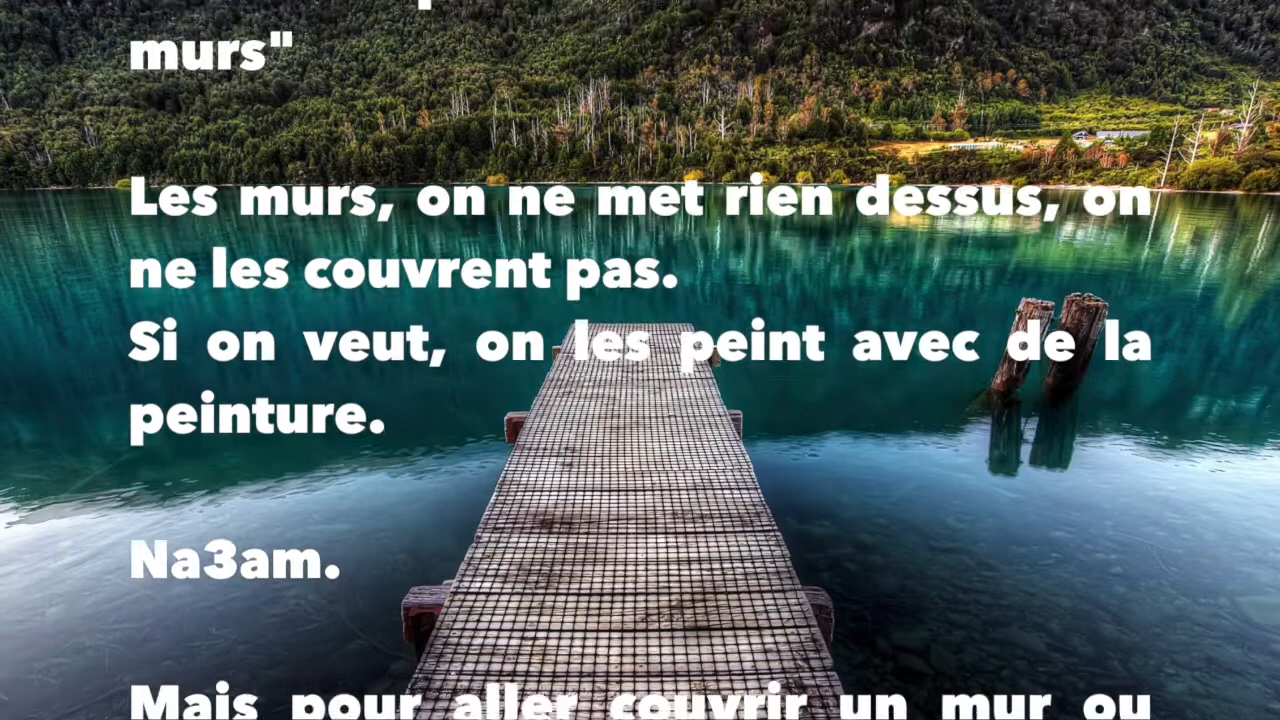 murs"
Les murs, on ne met rien dessus, on
ne les couvrent pas.
Si on veut, on les peint avec de la
peinture.
Na3am.
Mais pour aller couvrir un mur ou